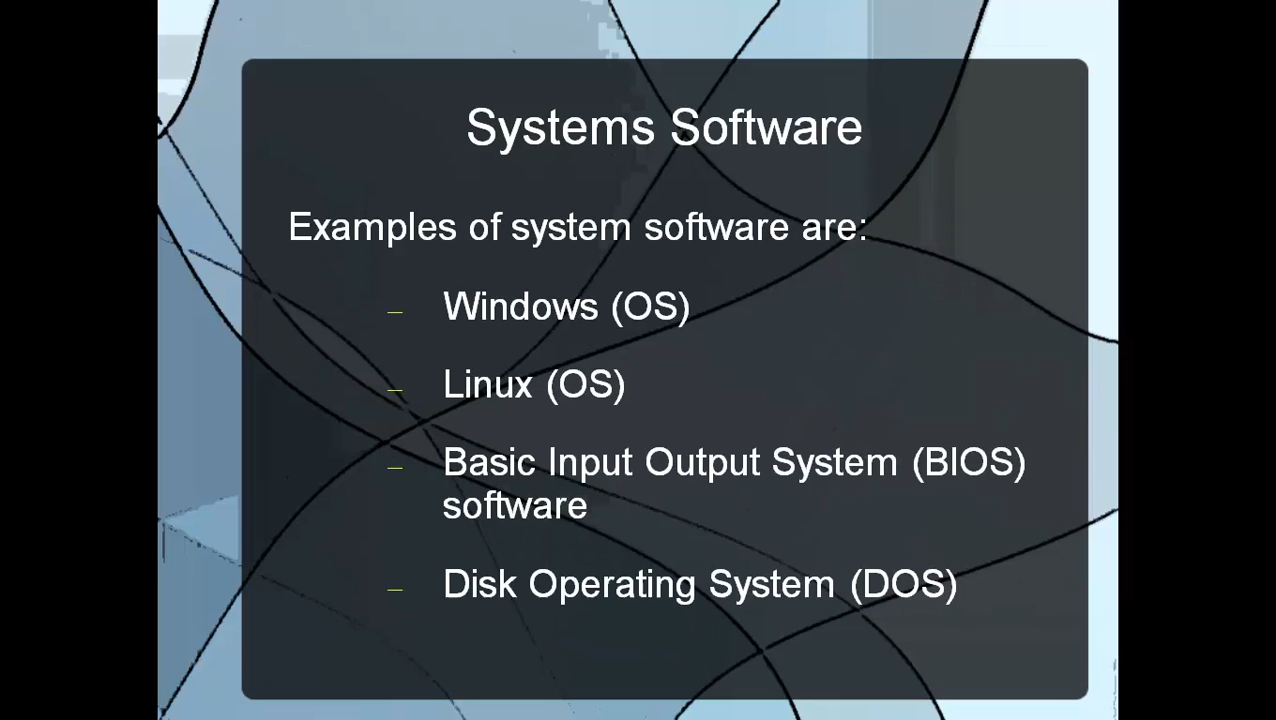 Systems Software
Examples of system software are:
– Windows (OS)
– Linux (OS)
– Basic Input Output System (BIOS)
software
– Disk Operating System (DOS)